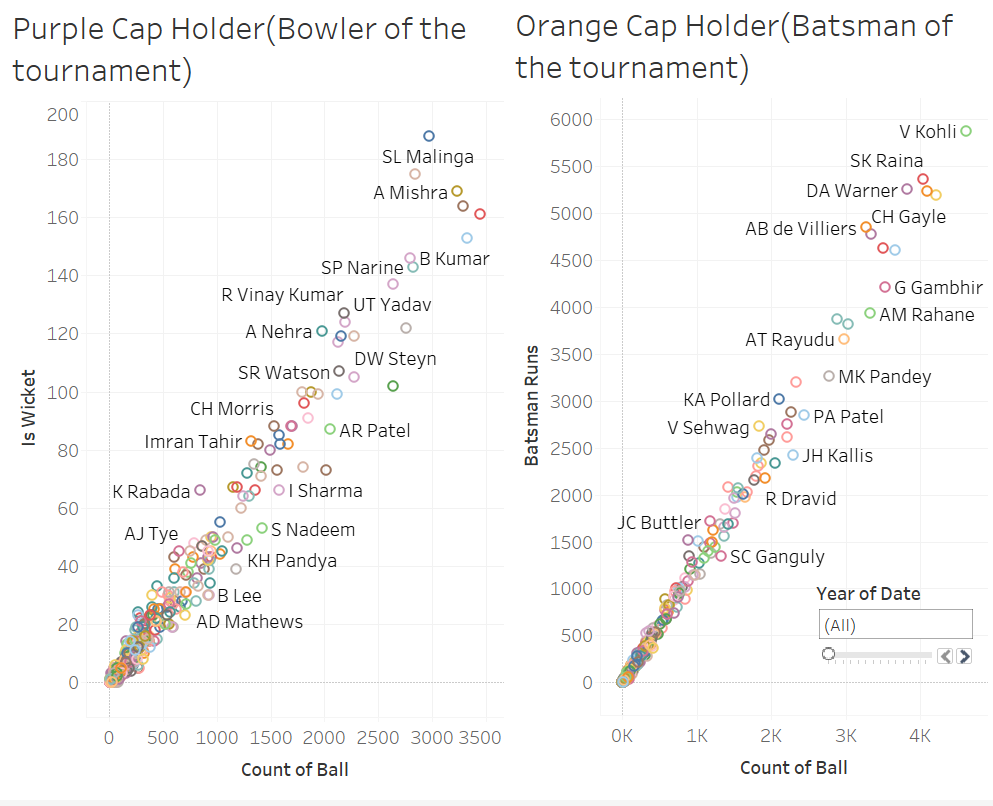 Purple Cap Holder(Bowler of the
tournament)
200
180
160
140
120
100
80
60
40
20
0
Is Wicket
SL Malinga
A Mishra
B Kumar
SP Narine
R Vinay Kumar
UT Yadav
A Nehra
DW Steyn
SR Watson
CH Morris
AR Patel
Imran Tahir
K Rabada
I Sharma
AJ Tye
S Nadeem
KH Pandya
B Lee
AD Mathews
0 500 1000 1500 2000 2500 3000 3500
Count of Ball
Orange Cap Holder(Batsman of
the tournament)
6000
5500
5000
4500
4000
3500
3000
2500
2000
1500
1000
500
0
Batsman Runs
V Kohli
SK Raina
DA Warner
CH Gayle
AB de Villiers
G Gambhir
AM Rahane
AT Rayudu
MK Pandey
KA Pollard
PA Patel
V Sehwag
JH Kallis
R Dravid
JC Buttler
SC Ganguly
Year of Date
(All)
0K 1K 2K 3K 4K
Count of Ball